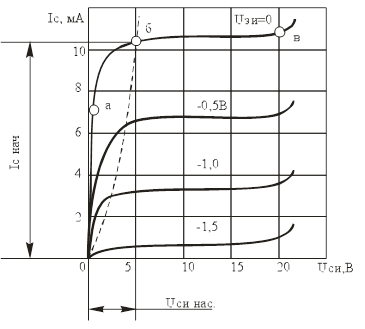 Ic, мА
б
Uзи=0
в
10
8
а
-0,5В
6
Ic нач
4
-1,0
2
-1,5
0 5 10 15 20 Uси,В
Uси нас.